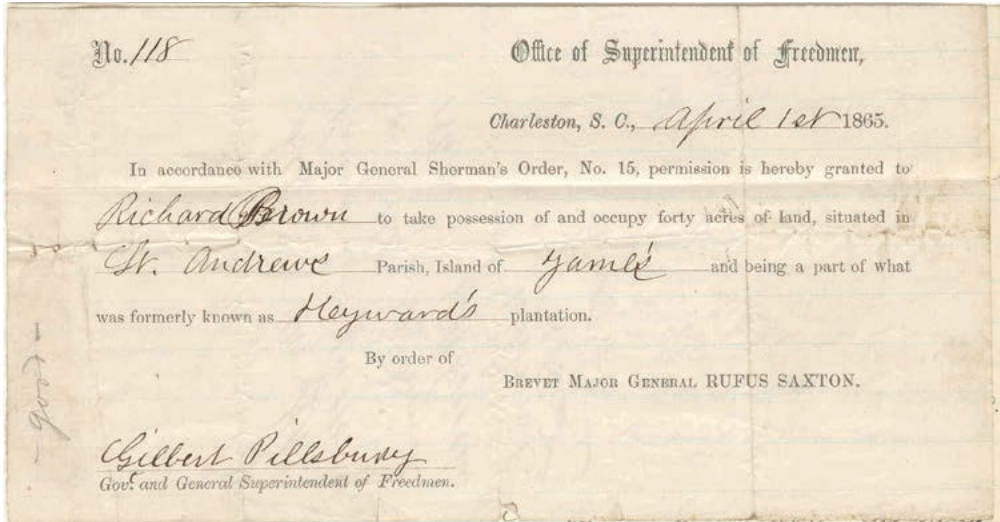 No. 118
Office of Superintendent of Freedmen,
Charleston, S. C., April 1st 1865.
In accordance with Major General Sherman's Order, No. 15, permission is hereby granted to
Richard Brown to take possession of and occupy forty acres of land, situated in
St. Andrews Parish, Island of James and being a part of what
was formerly known as Heyward's plantation.
By order of
BREVET MAJOR GENERAL RUFUS SAXTON.
Gilbert Pillsbury
Gov. and General Superintendent of Freedmen.